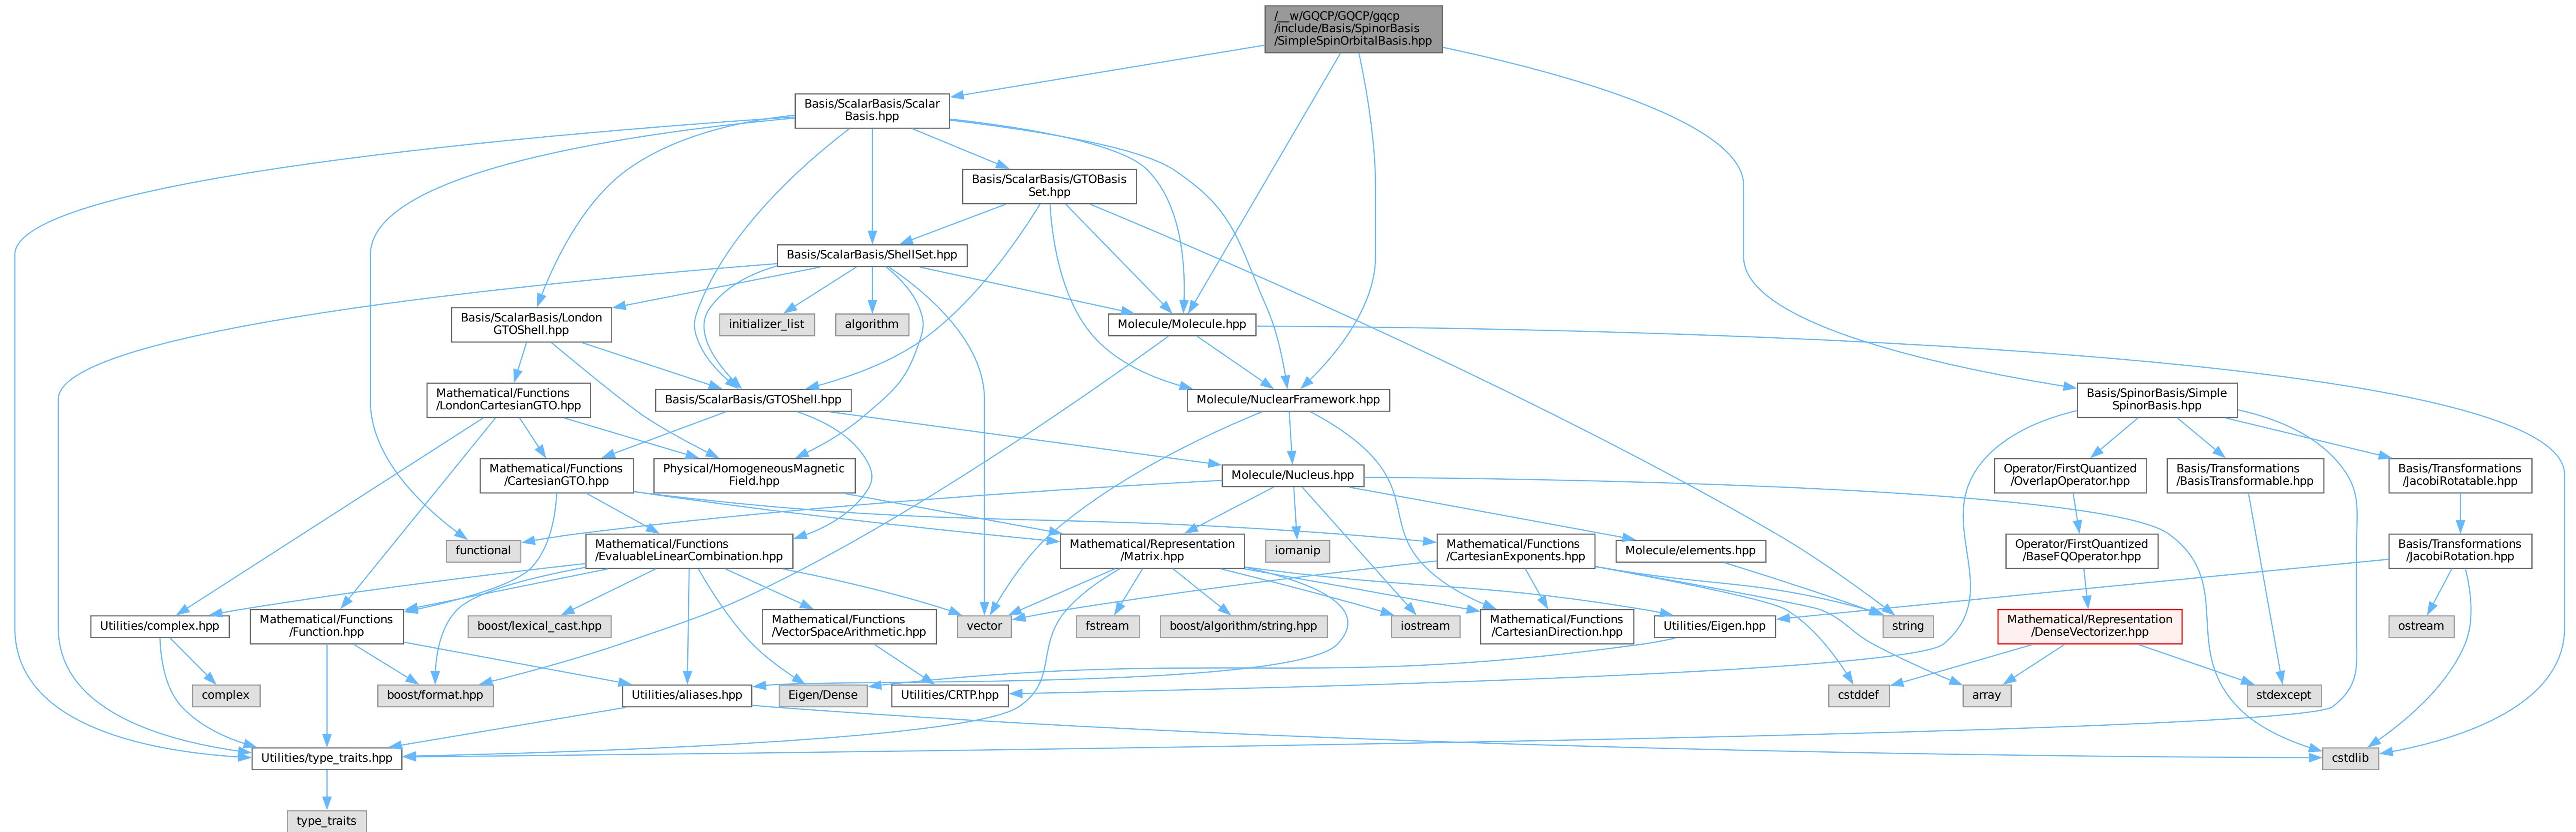 /__w/GQCP/GQCP/gqcp
/include/Basis/SpinorBasis
/SimpleSpinOrbitalBasis.hpp
Basis/ScalarBasis/Scalar
Basis.hpp
Basis/ScalarBasis/GTOBasis
Set.hpp
Basis/ScalarBasis/ShellSet.hpp
Basis/ScalarBasis/London
GTOShell.hpp
initializer_list
algorithm
Molecule/Molecule.hpp
Mathematical/Functions
/LondonCartesianGTO.hpp
Basis/ScalarBasis/GTOShell.hpp
Molecule/NuclearFramework.hpp
Basis/SpinorBasis/Simple
SpinorBasis.hpp
Mathematical/Functions
/CartesianGTO.hpp
Physical/HomogeneousMagnetic
Field.hpp
Molecule/Nucleus.hpp
Operator/FirstQuantized
/OverlapOperator.hpp
Basis/Transformations
/BasisTransformable.hpp
Basis/Transformations
/JacobiRotatable.hpp
functional
Mathematical/Functions
/EvaluableLinearCombination.hpp
Mathematical/Representation
/Matrix.hpp
iomanip
Mathematical/Functions
/CartesianExponents.hpp
Molecule/elements.hpp
Operator/FirstQuantized
/BaseFQOperator.hpp
Basis/Transformations
/JacobiRotation.hpp
Utilities/complex.hpp
Mathematical/Functions
/Function.hpp
boost/lexical_cast.hpp
Mathematical/Functions
/VectorSpaceArithmetic.hpp
vector
fstream
boost/algorithm/string.hpp
iostream
Mathematical/Functions
/CartesianDirection.hpp
Utilities/Eigen.hpp
string
Mathematical/Representation
/DenseVectorizer.hpp
ostream
complex
boost/format.hpp
Utilities/aliases.hpp
Eigen/Dense
Utilities/CRTP.hpp
cstddef
array
stdexcept
Utilities/type_traits.hpp
cstdlib
type_traits